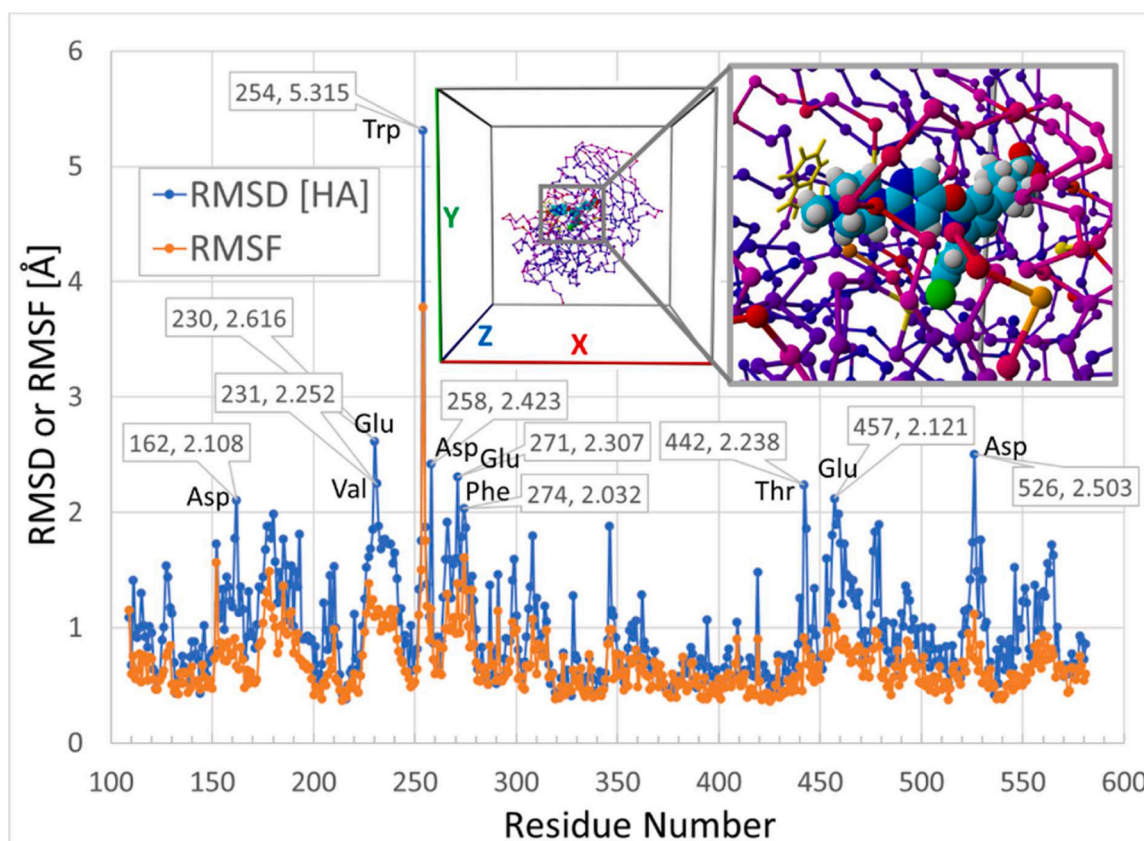 6
5
4
3
2
1
0
RMSD or RMSF [Å]
254, 5.315
Trp
RMSD [HA]
RMSF
Y
Z
X
230, 2.616
231, 2.252
Glu
162, 2.108
Asp
Val
258, 2.423
Asp
271, 2.307
Glu
Phe
274, 2.032
442, 2.238
Thr
457, 2.121
Glu
Asp
526, 2.503
100 150 200 250 300 350 400 450 500 550 600
Residue Number